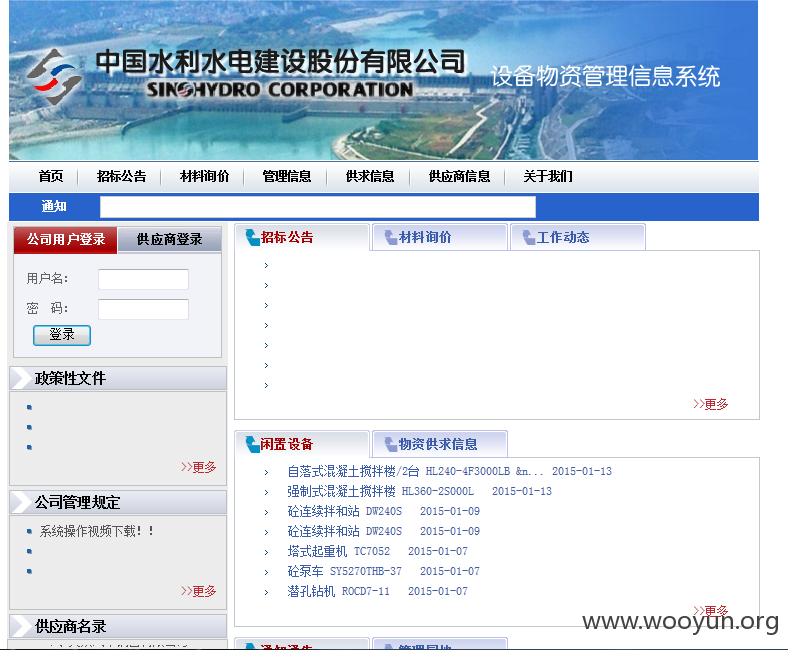 中国水利水电建设股份有限公司
SINOHYDRO CORPORATION
设备物资管理信息系统
首页 招标公告 材料询价 管理信息 供求信息 供应商信息 关于我们
通知
公司用户登录 供应商登录
用户名：
密 码：
登录
政策性文件
>>更多
公司管理规定
系统操作视频下载！！
>>更多
供应商名录
招标公告 材料询价 工作动态
>>更多
闲置设备 物资供求信息
自落式混凝土搅拌楼/2台 HL240-4F3000LB &n... 2015-01-13
强制式混凝土搅拌楼 HL360-2S000L 2015-01-13
砼连续拌和站 DW240S 2015-01-09
砼连续拌和站 DW240S 2015-01-09
塔式起重机 TC7052 2015-01-07
砼泵车 SY5270THB-37 2015-01-07
潜孔钻机 ROCD7-11 2015-01-07
>>更多
www.wooyun.org
通知通告 管理园地